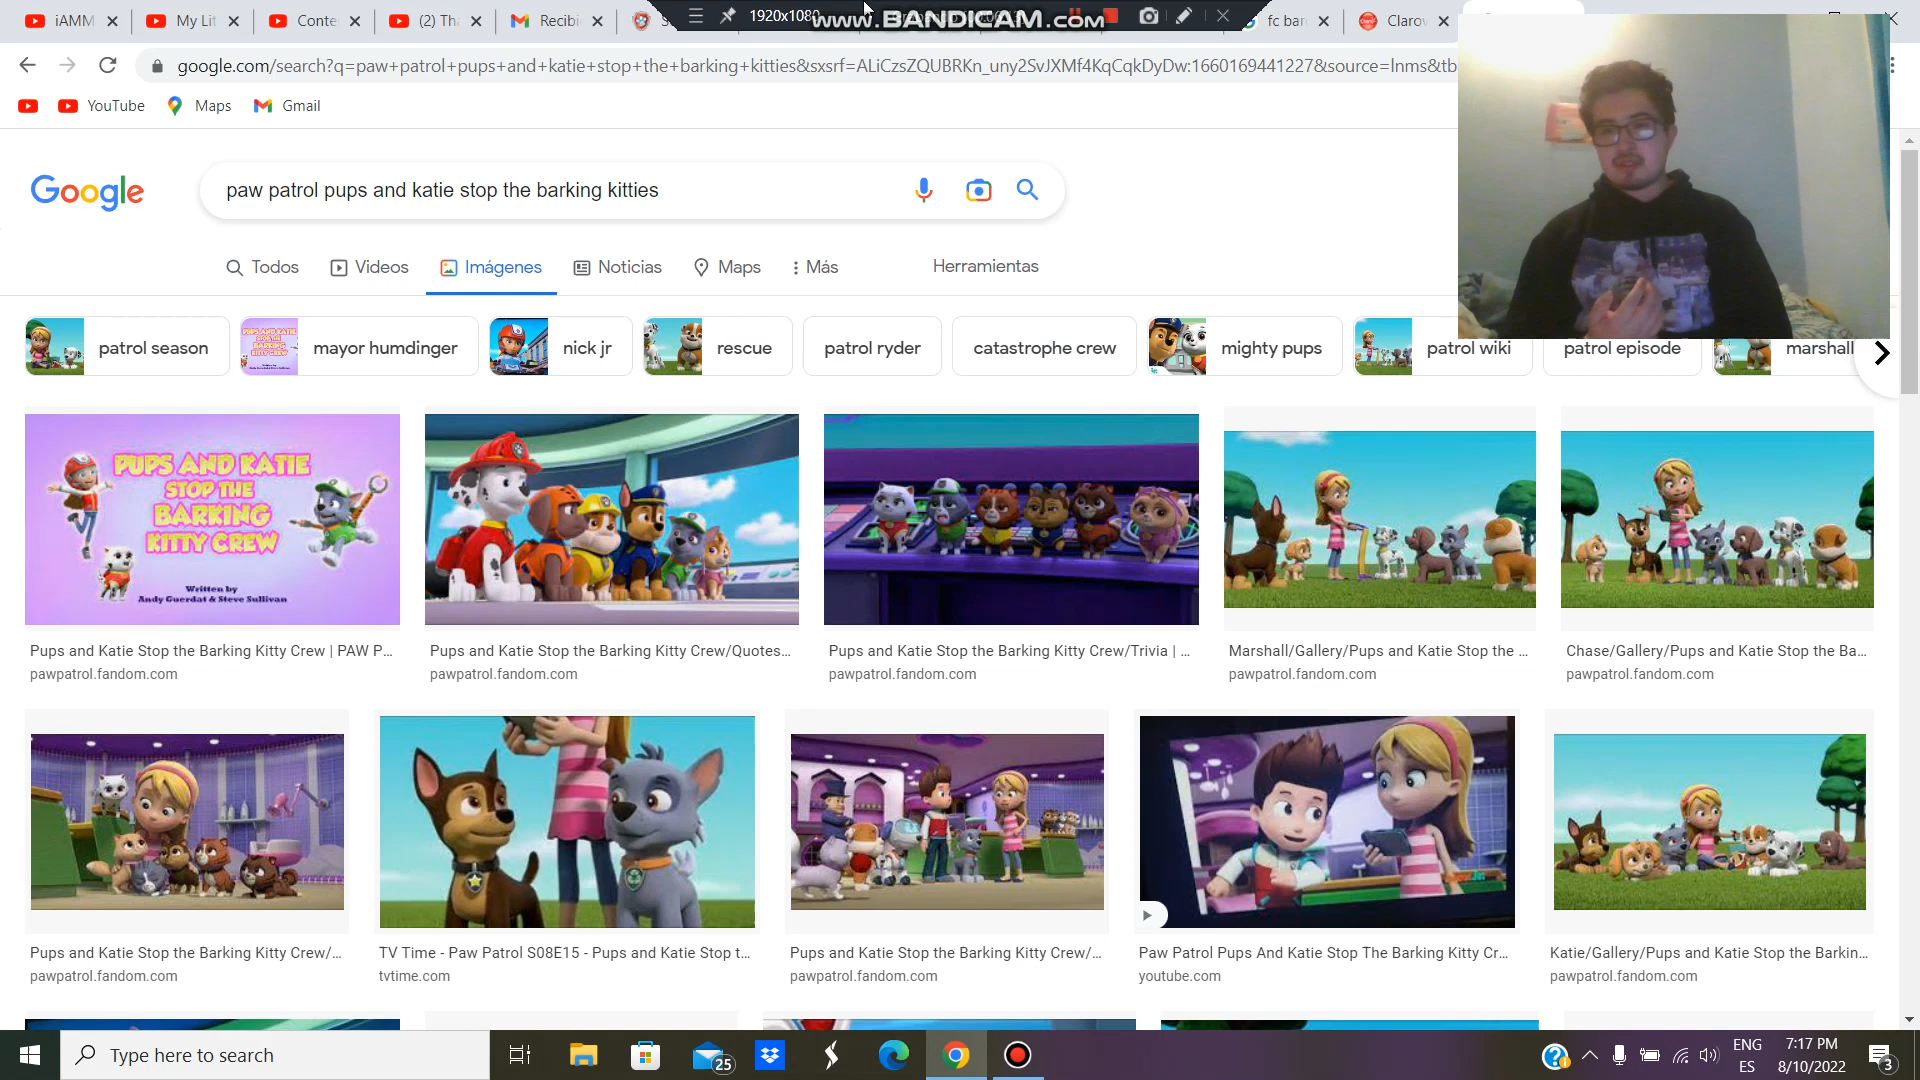 iAMM
My Lit
Conte
(2) Tha
Recibi
1920x1080
www.BANDICAM.com
fc bar
Clarov
google.com/search?q=paw+patrol+pups+and+katie+stop+the+barking+kitties&sxsrf=ALiCzsZQUBRKn_uny2SvJXMf4KqCqkDyDw:1660169441227&source=lnms&tb
YouTube
Maps
Gmail
Google
paw patrol pups and katie stop the barking kitties
Todos
Videos
Imágenes
Noticias
Maps
Más
Herramientas
patrol season
mayor humdinger
nick jr
rescue
patrol ryder
catastrophe crew
mighty pups
patrol wiki
patrol episode
marshall
PUPS AND KATIE
STOP THE
BARKING
KITTY CREW
Written by
Andy Guerdat & Steve Sullivan
Pups and Katie Stop the Barking Kitty Crew | PAW P...
pawpatrol.fandom.com
Pups and Katie Stop the Barking Kitty Crew/Quotes...
pawpatrol.fandom.com
Pups and Katie Stop the Barking Kitty Crew/Trivia | ...
pawpatrol.fandom.com
Marshall/Gallery/Pups and Katie Stop the ...
pawpatrol.fandom.com
Chase/Gallery/Pups and Katie Stop the Ba...
pawpatrol.fandom.com
Pups and Katie Stop the Barking Kitty Crew/...
pawpatrol.fandom.com
TV Time - Paw Patrol S08E15 - Pups and Katie Stop t...
tvtime.com
Pups and Katie Stop the Barking Kitty Crew/...
pawpatrol.fandom.com
Paw Patrol Pups And Katie Stop The Barking Kitty Cr...
youtube.com
Katie/Gallery/Pups and Katie Stop the Barkin...
pawpatrol.fandom.com
Type here to search
25
ENG
ES
7:17 PM
8/10/2022
3